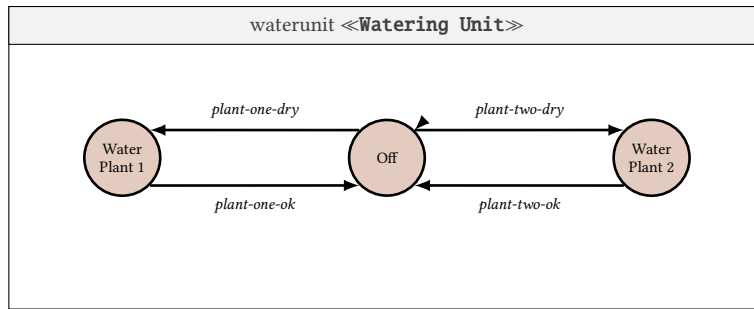 waterunit ≪Watering Unit≫
plant-one-dry
plant-two-dry
Water
Plant 1
Off
Water
Plant 2
plant-one-ok
plant-two-ok